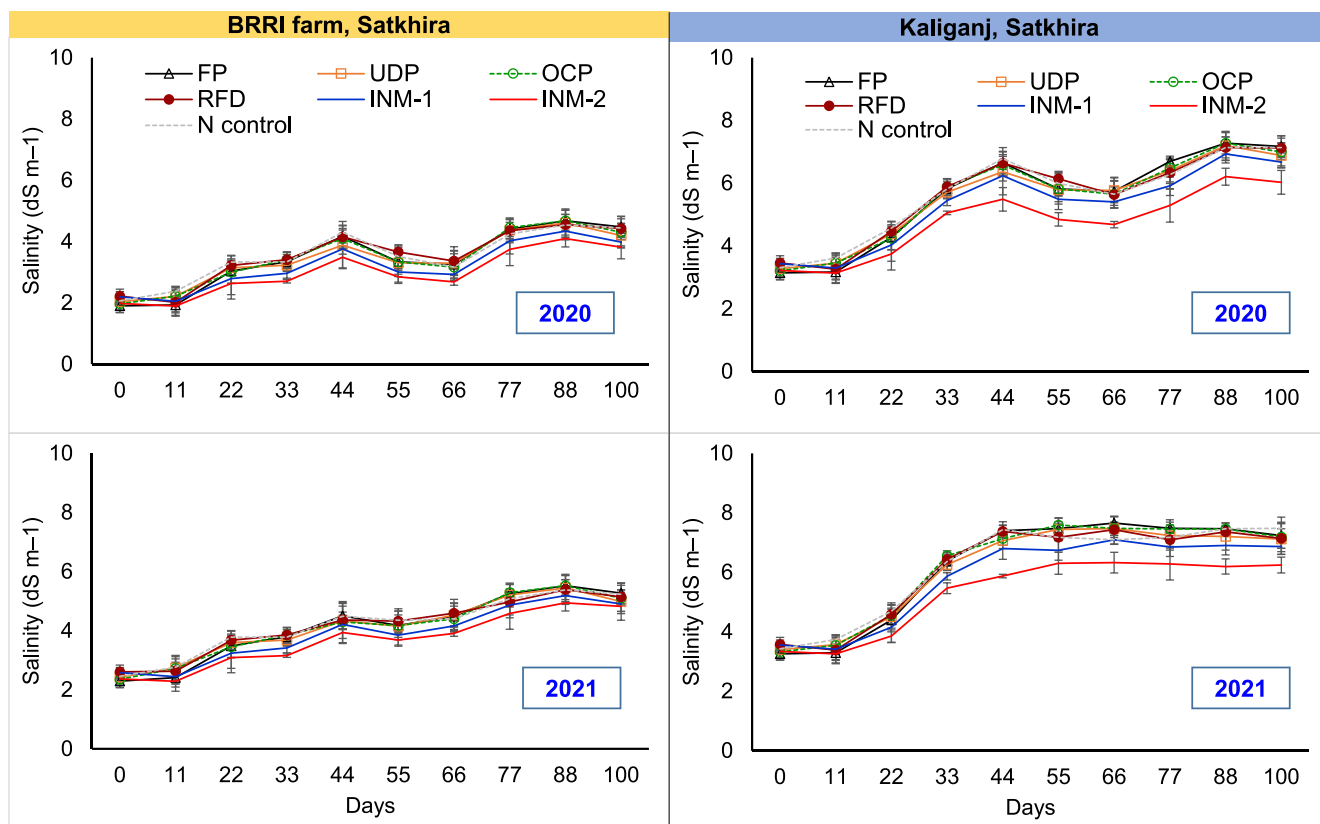 BRRI farm, Satkhira
Kaliganj, Satkhira
Salinity (dS m–1)
10
8
6
4
2
0
FP UDP OCP
RFD INM-1 INM-2
N control
2020
0 11 22 33 44 55 66 77 88 100
Salinity (dS m–1)
10
8
6
4
2
0
FP UDP OCP
RFD INM-1 INM-2
N control
2020
0 11 22 33 44 55 66 77 88 100
Salinity (dS m–1)
10
8
6
4
2
0
2021
0 11 22 33 44 55 66 77 88 100
Days
Salinity (dS m–1)
10
8
6
4
2
0
2021
0 11 22 33 44 55 66 77 88 100
Days